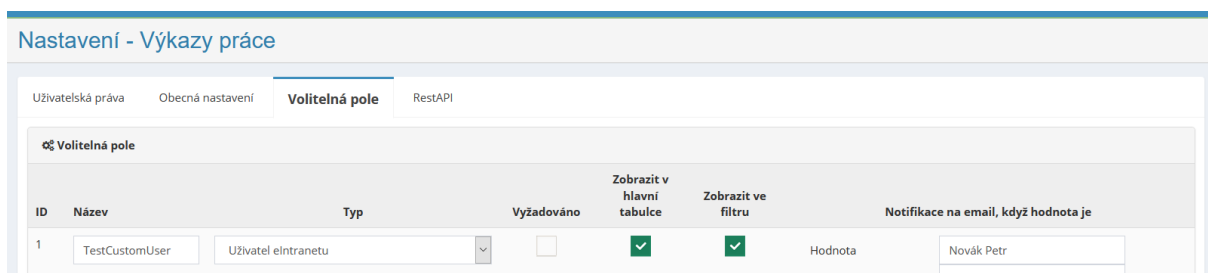 Nastavení - Výkazy práce
Uživatelská práva Obecná nastavení Volitelná pole RestAPI
Volitelná pole
ID Název Typ Vyžadováno Zobrazit v hlavní tabulce Zobrazit ve filtru Notifikace na email, když hodnota je
1 TestCustomUser Uživatel eIntranetu Hodnota Novák Petr